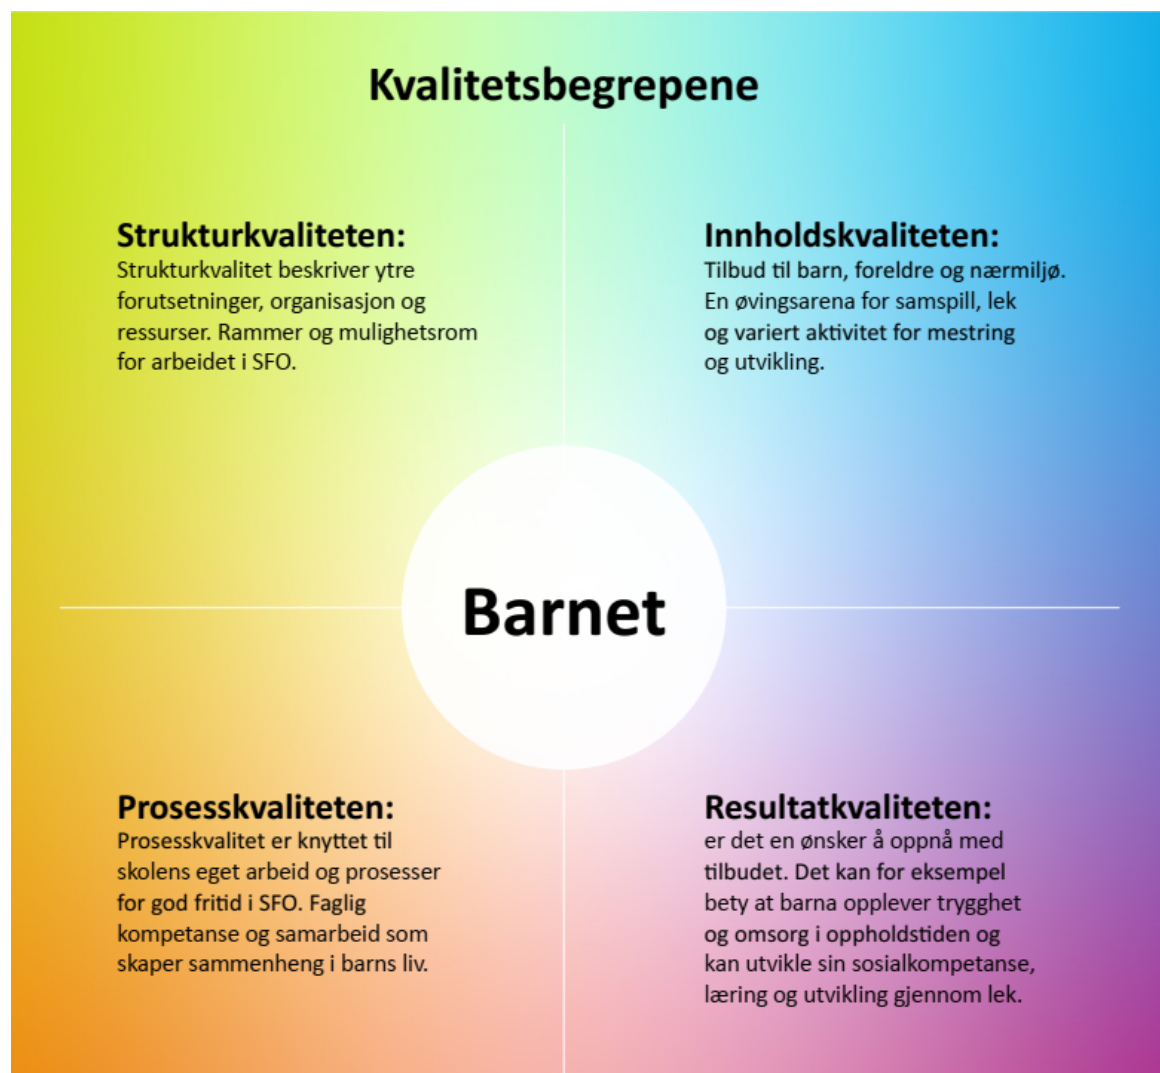 Kvalitetsbegrepene
Strukturkvaliteten:
Strukturkvalitet beskriver ytre
forutsetninger, organisasjon og
ressurser. Rammer og mulighetsrom
for arbeidet i SFO.
Innholdskvaliteten:
Tilbud til barn, foreldre og nærmiljø.
En øvingsarena for samspill, lek
og variert aktivitet for mestring
og utvikling.
Barnet
Prosesskvaliteten:
Prosesskvalitet er knyttet til
skolens eget arbeid og prosesser
for god fritid i SFO. Faglig
kompetanse og samarbeid som
skaper sammenheng i barns liv.
Resultatkvaliteten:
er det en ønsker å oppnå med
tilbudet. Det kan for eksempel
bety at barna opplever trygghet
og omsorg i oppholdstiden og
kan utvikle sin sosialkompetanse,
læring og utvikling gjennom lek.